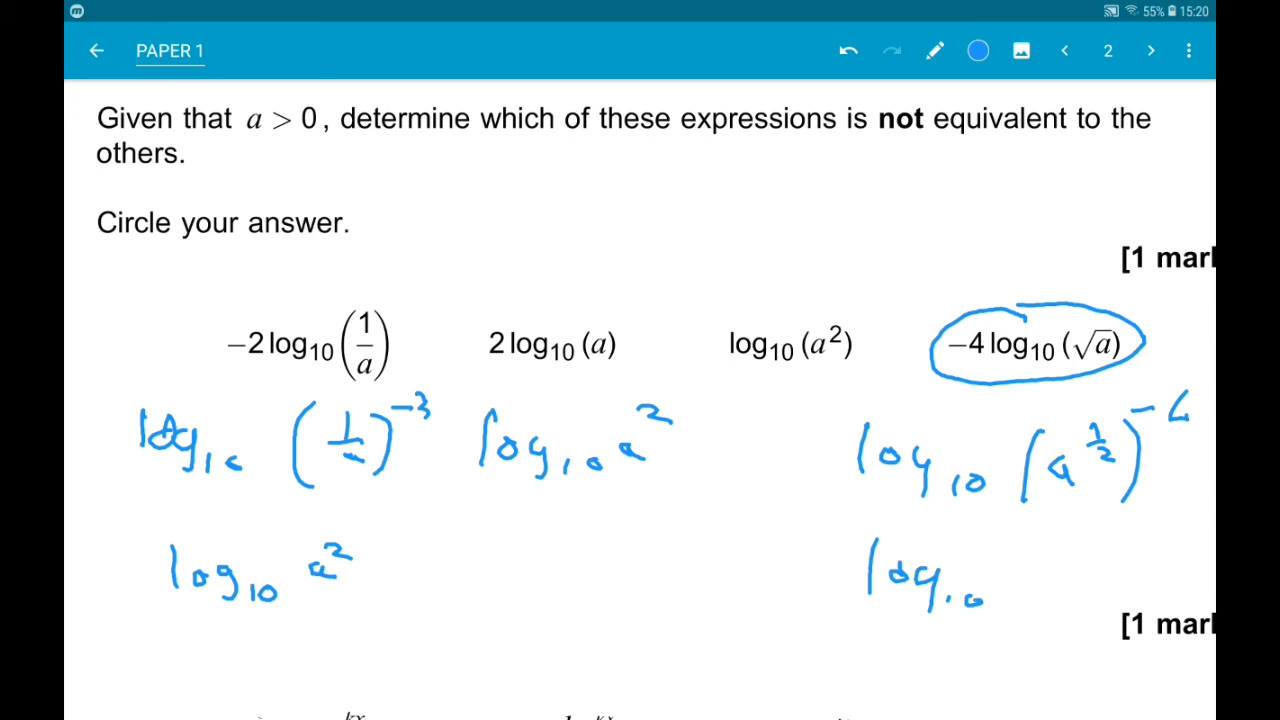 55% 15:20
PAPER 1 2
Given that a > 0, determine which of these expressions is not equivalent to the
others.
Circle your answer.
[1 mar
−2 log₁₀ (1/a) 2 log₁₀ (a) log₁₀ (a²) −4 log₁₀ (√a)
log₁₀ (1/a)⁻³ log₁₀ a² log₁₀ (a^½)⁻⁴
log₁₀ a² log₁₀
[1 mar
kx kx